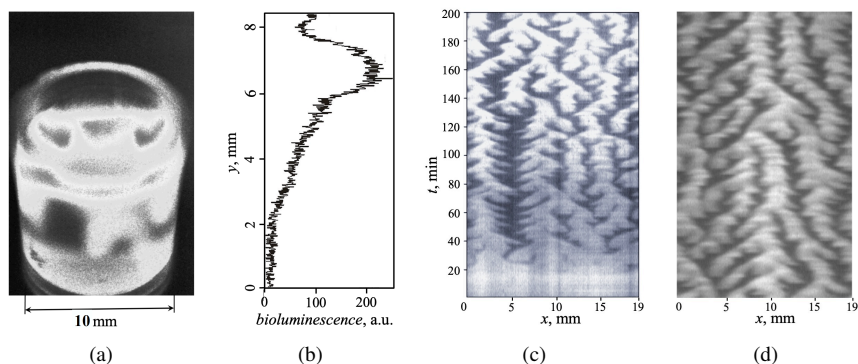 10 mm
(a)
8
6
4
2
0
y, mm
0 100 200
bioluminescence, a.u.
(b)
200
180
160
140
120
100
80
60
40
20
t, min
0 5 10 15 19
x, mm
(c)
0 5 10 15 19
x, mm
(d)